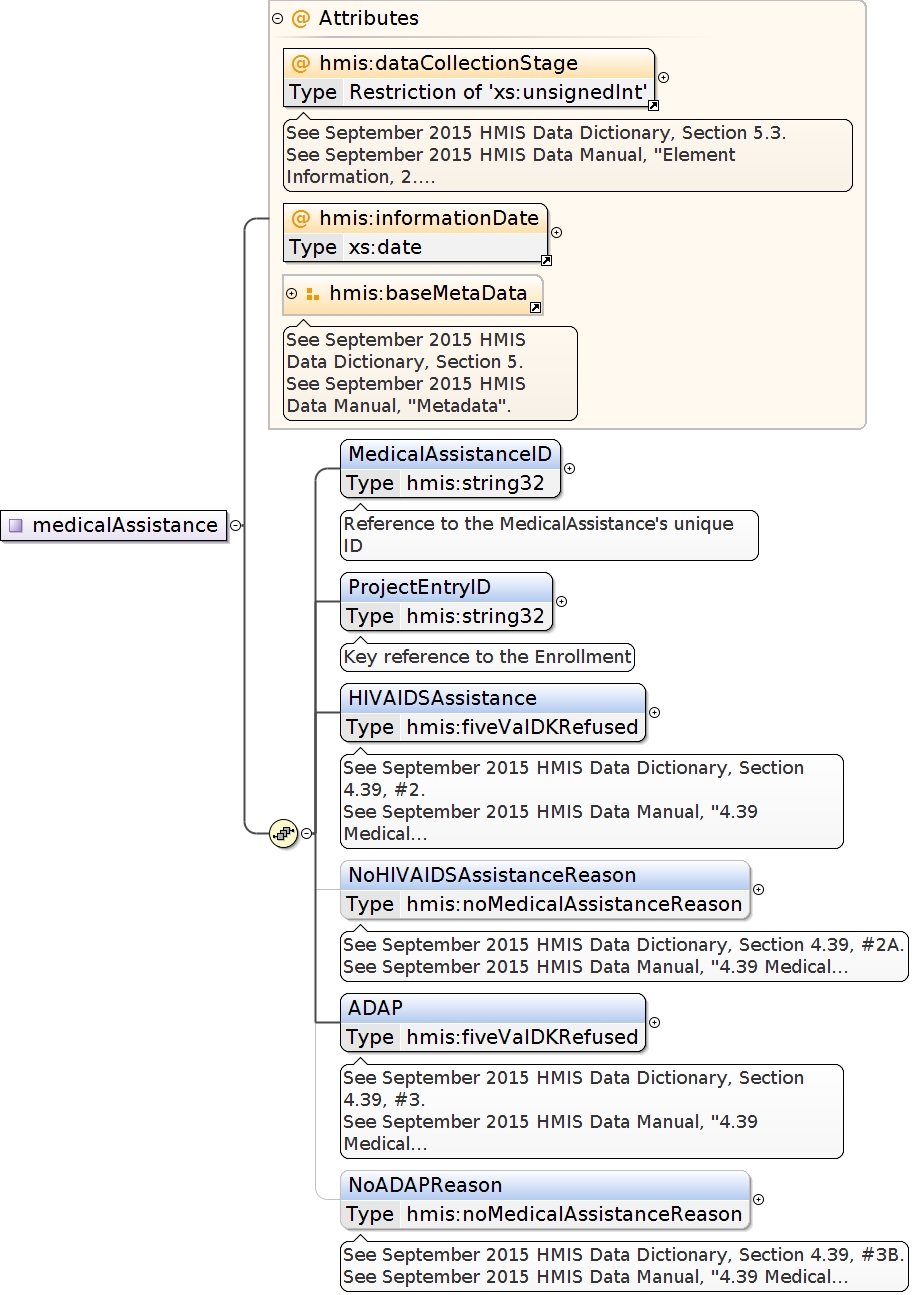 Attributes
@ hmis:dataCollectionStage
Type Restriction of 'xs:unsignedInt'
See September 2015 HMIS Data Dictionary, Section 5.3.
See September 2015 HMIS Data Manual, "Element
Information, 2....
@ hmis:informationDate
Type xs:date
hmis:baseMetaData
See September 2015 HMIS
Data Dictionary, Section 5.
See September 2015 HMIS
Data Manual, "Metadata".
medicalAssistance
MedicalAssistanceID
Type hmis:string32
Reference to the MedicalAssistance's unique
ID
ProjectEntryID
Type hmis:string32
Key reference to the Enrollment
HIVAIDSAssistance
Type hmis:fiveValDKRefused
See September 2015 HMIS Data Dictionary, Section
4.39, #2.
See September 2015 HMIS Data Manual, "4.39
Medical...
NoHIVAIDSAssistanceReason
Type hmis:noMedicalAssistanceReason
See September 2015 HMIS Data Dictionary, Section 4.39, #2A.
See September 2015 HMIS Data Manual, "4.39 Medical...
ADAP
Type hmis:fiveValDKRefused
See September 2015 HMIS Data Dictionary, Section
4.39, #3.
See September 2015 HMIS Data Manual, "4.39
Medical...
NoADAPReason
Type hmis:noMedicalAssistanceReason
See September 2015 HMIS Data Dictionary, Section 4.39, #3B.
See September 2015 HMIS Data Manual, "4.39 Medical...